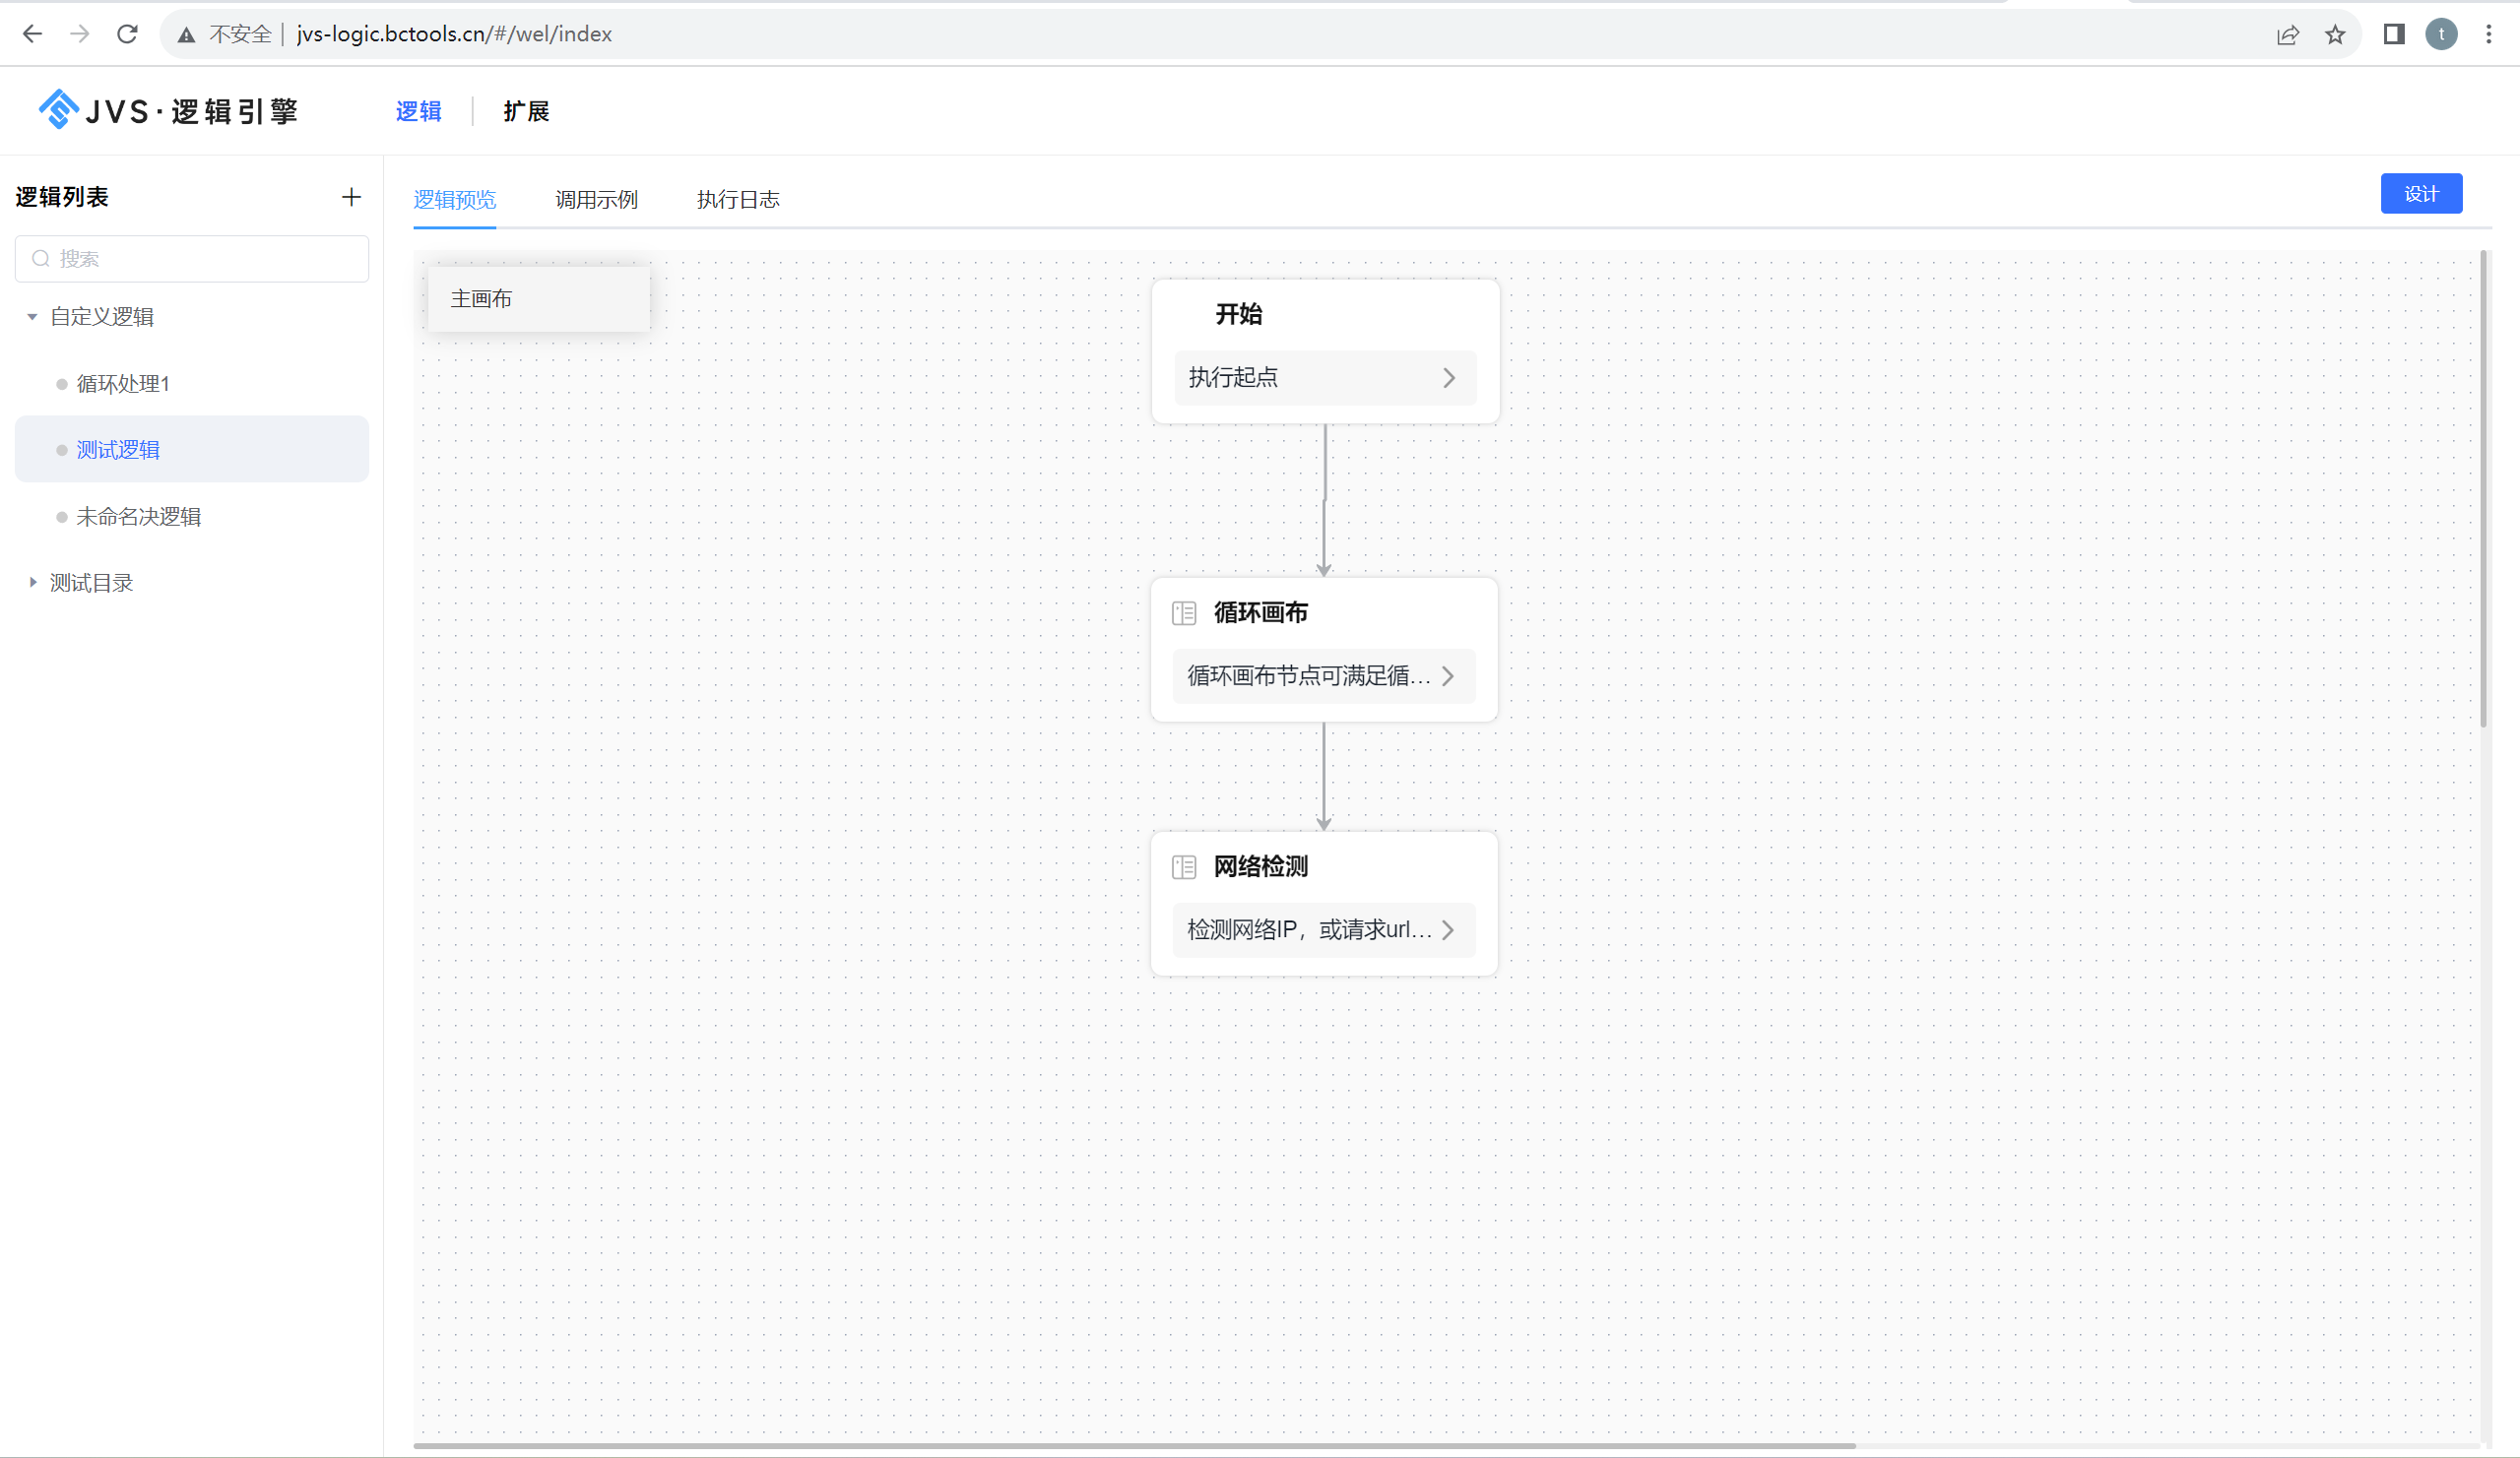 不安全 | jvs-logic.bctools.cn/#/wel/index
t
JVS·逻辑引擎
逻辑 | 扩展
逻辑列表
搜索
自定义逻辑
循环处理1
测试逻辑
未命名决逻辑
测试目录
逻辑预览 调用示例 执行日志
设计
主画布
开始
执行起点
循环画布
循环画布节点可满足循...
网络检测
检测网络IP，或请求url...